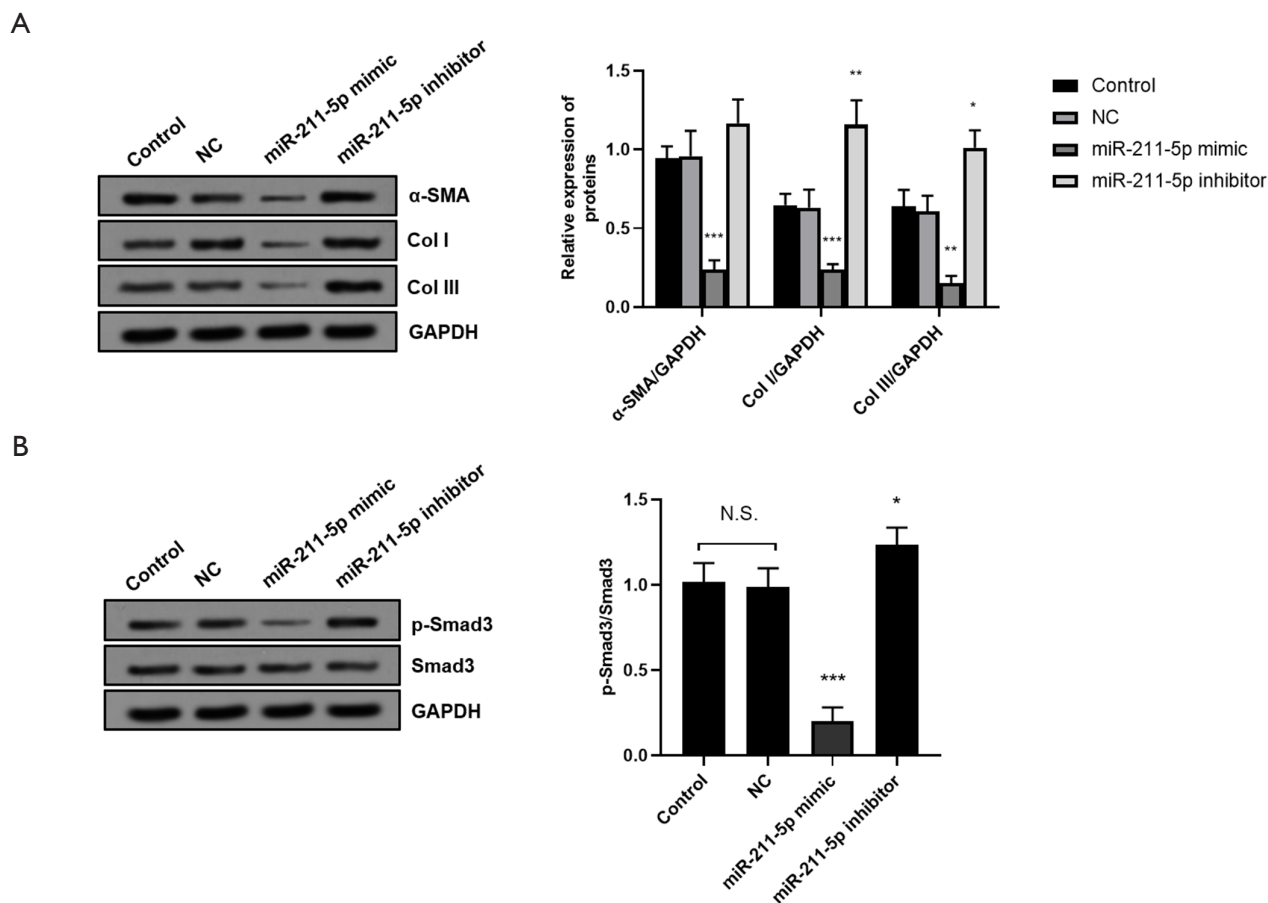 A
Control
NC
miR-211-5p mimic
miR-211-5p inhibitor
α-SMA
Col I
Col III
GAPDH
Relative expression of
proteins
1.5
1.0
0.5
0.0
***
***
**
**
*
α-SMA/GAPDH
Col I/GAPDH
Col III/GAPDH
Control
NC
miR-211-5p mimic
miR-211-5p inhibitor
B
Control
NC
miR-211-5p mimic
miR-211-5p inhibitor
p-Smad3
Smad3
GAPDH
p-Smad3/Smad3
1.5
1.0
0.5
0.0
N.S.
***
*
Control
NC
miR-211-5p mimic
miR-211-5p inhibitor